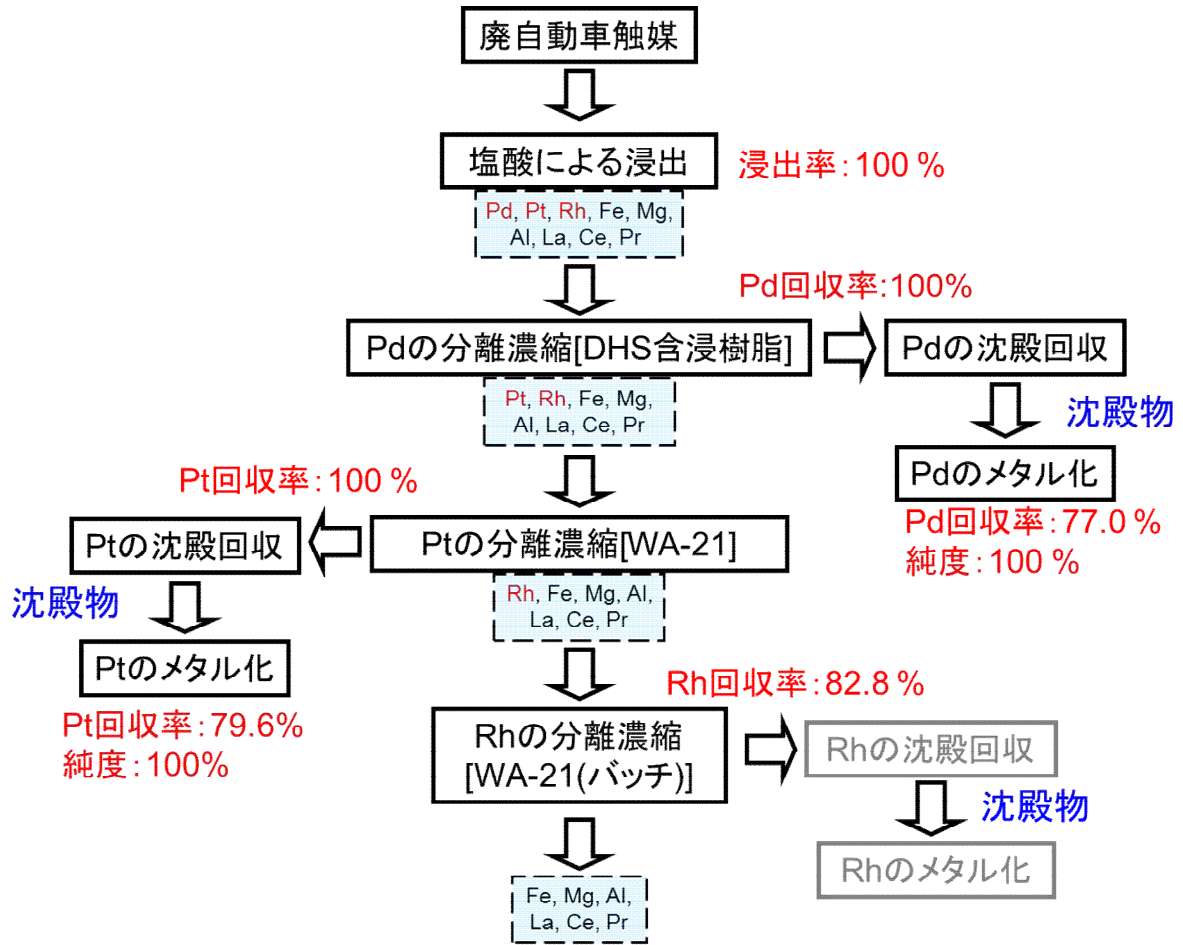 廃自動車触媒
塩酸による浸出
浸出率:100 %
Pd, Pt, Rh, Fe, Mg,
Al, La, Ce, Pr
Pd回収率:100%
Pdの分離濃縮[DHS含浸樹脂]
Pdの沈殿回収
Pt, Rh, Fe, Mg,
Al, La, Ce, Pr
沈殿物
Pdのメタル化
Pd回収率:77.0 %
純度:100 %
Pt回収率:100 %
Ptの沈殿回収
Ptの分離濃縮[WA-21]
沈殿物
Rh, Fe, Mg, Al,
La, Ce, Pr
Ptのメタル化
Pt回収率:79.6%
純度:100%
Rh回収率:82.8 %
Rhの分離濃縮
[WA-21(バッチ)]
Rhの沈殿回収
沈殿物
Rhのメタル化
Fe, Mg, Al,
La, Ce, Pr